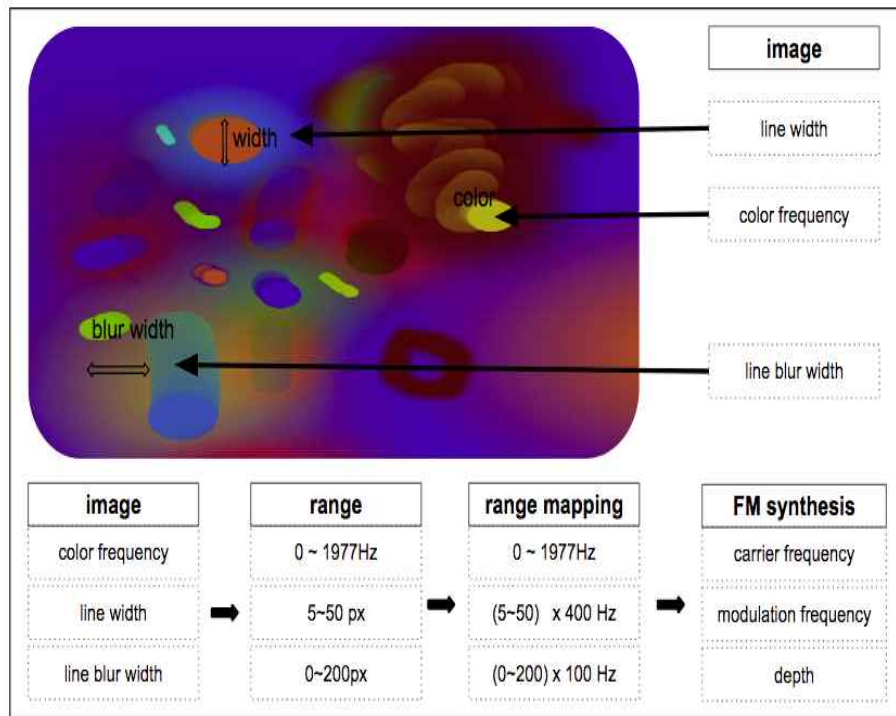 image
width
line width
color
color frequency
blur width
line blur width
image
range
range mapping
FM synthesis
color frequency
0 ~ 1977Hz
0 ~ 1977Hz
carrier frequency
line width
5~50 px
(5~50) x 400 Hz
modulation frequency
line blur width
0~200px
(0~200) x 100 Hz
depth